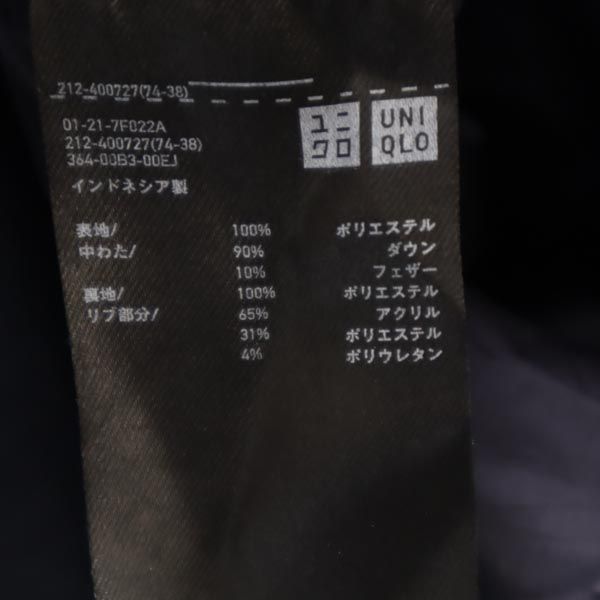 212-400727(74-38)
01-21-7F022A
212-400727(74-38)
364-00B3-00EJ
ユニクロ UNIQLO
インドネシア製
表地/ 100% ポリエステル
中わた/ 90% ダウン
10% フェザー
裏地/ 100% ポリエステル
リブ部分/ 65% アクリル
31% ポリエステル
4% ポリウレタン